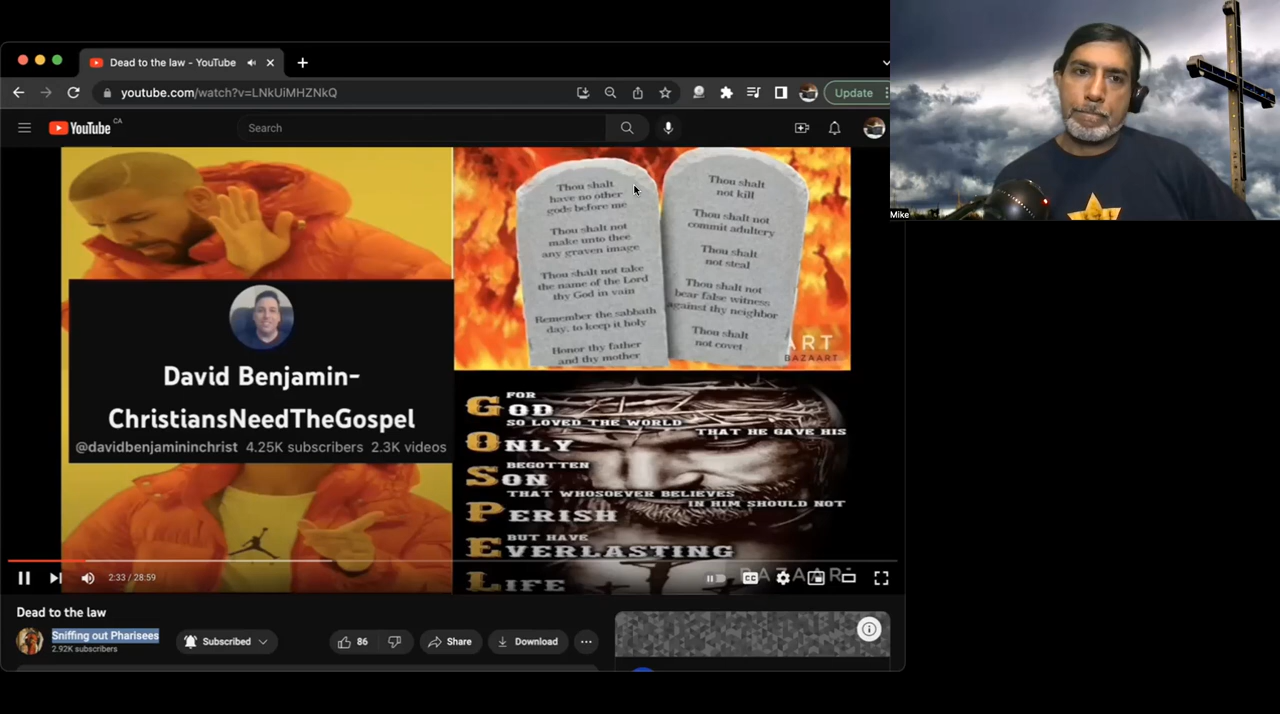 Dead to the law - YouTube
youtube.com/watch?v=LNkUiMHZNkQ
Update
YouTube CA
Search
Mike
David Benjamin-
ChristiansNeedTheGospel
@davidbenjamininchrist 4.25K subscribers 2.3K videos
Thou shalt
have no other
gods before me
Thou shalt not
make unto thee
any graven image
Thou shalt not take
the name of the Lord
thy God in vain
Remember the sabbath
day, to keep it holy
Honor thy father
and thy mother
Thou shalt
not kill
Thou shalt not
commit adultery
Thou shalt
not steal
Thou shalt not
bear false witness
against thy neighbor
Thou shalt
not covet
ART
BAZAART
FOR
GOD
SO LOVED THE WORLD
THAT HE GAVE HIS
ONLY
BEGOTTEN
SON
THAT WHOSOEVER BELIEVES
IN HIM SHOULD NOT
PERISH
BUT HAVE
EVERLASTING
LIFE
BAZAART
2:33 / 28:59
CC
Dead to the law
Sniffing out Pharisees
2.92K subscribers
Subscribed
86
Share
Download